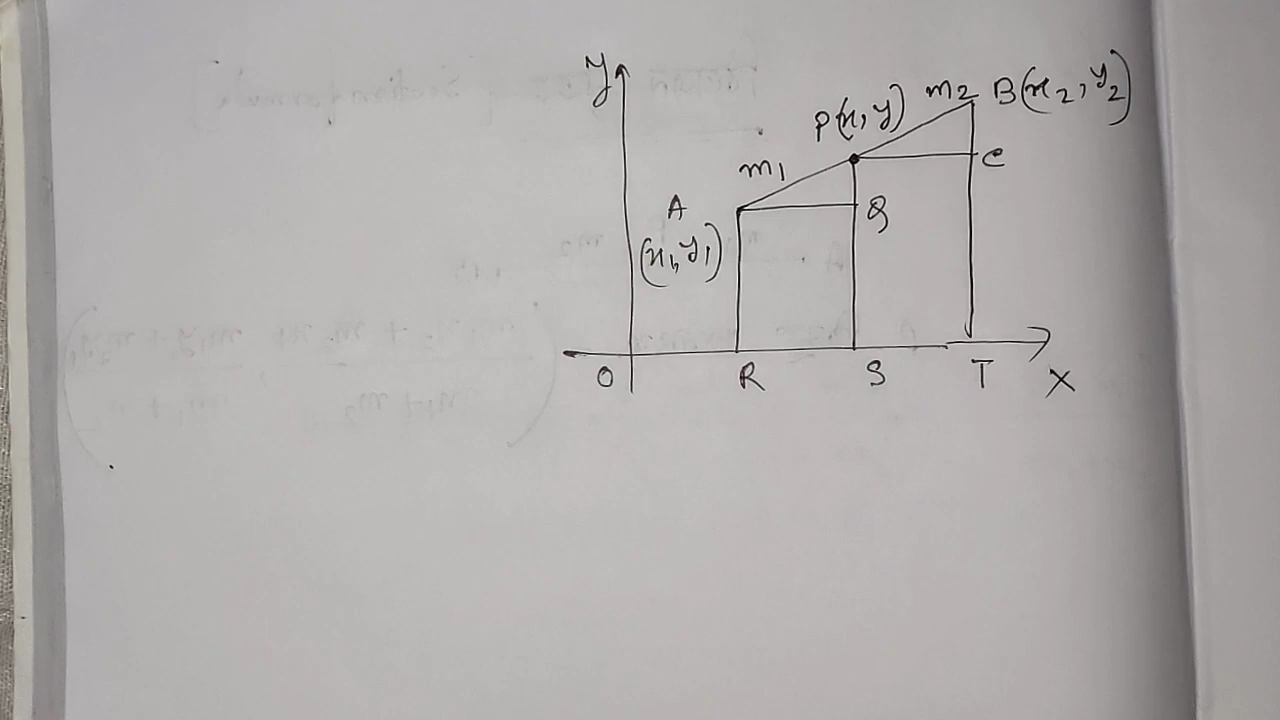 y
P(x, y) m2 B(x2, y2)
m1
C
A
Q
(x1, y1)
O R S T X